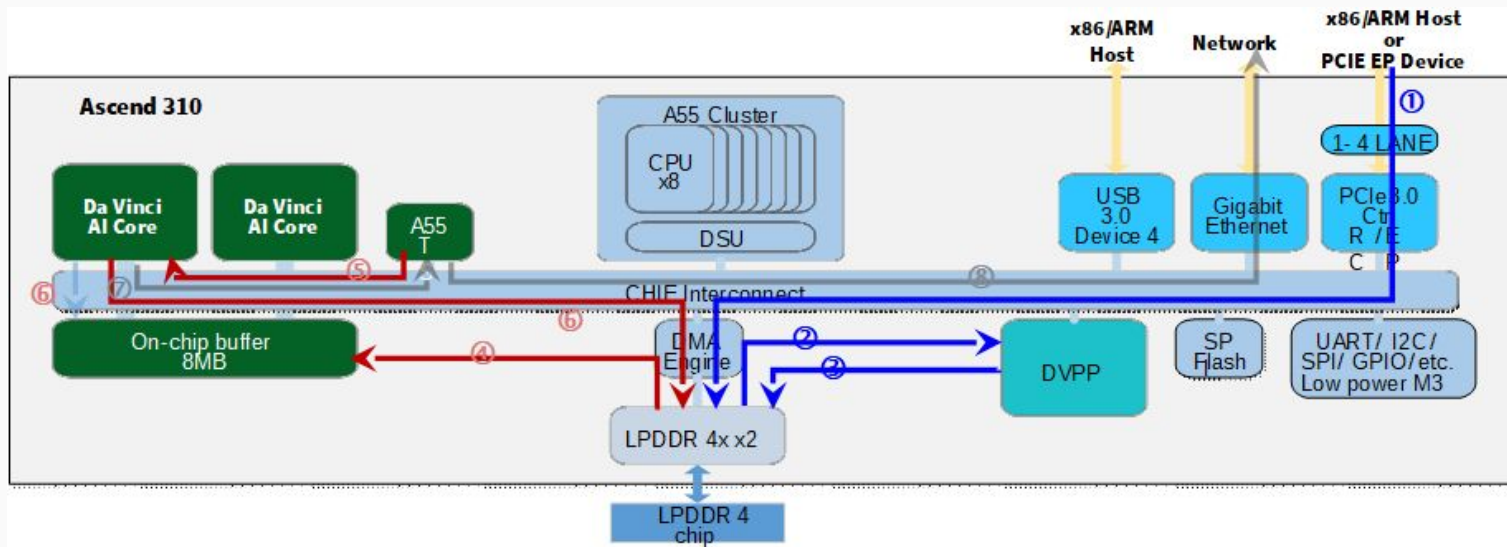 x86/ARM
Host
Network
x86/ARM Host
or
PCIE EP Device
Ascend 310
①
A55 Cluster
CPU
x8
DSU
1- 4 LANE
Da Vinci
AI Core
Da Vinci
AI Core
A55
T
USB
3.0
Device 4
Gigabit
Ethernet
PCIe3.0
Ctrl
R / E
C P
⑤
⑥
⑦
⑧
CHIE Interconnect
⑥
On-chip buffer
8MB
④
DMA
Engine
②
③
DVPP
SP
Flash
UART/ I2C/
SPI/ GPIO/etc.
Low power M3
LPDDR 4x x2
LPDDR 4
chip